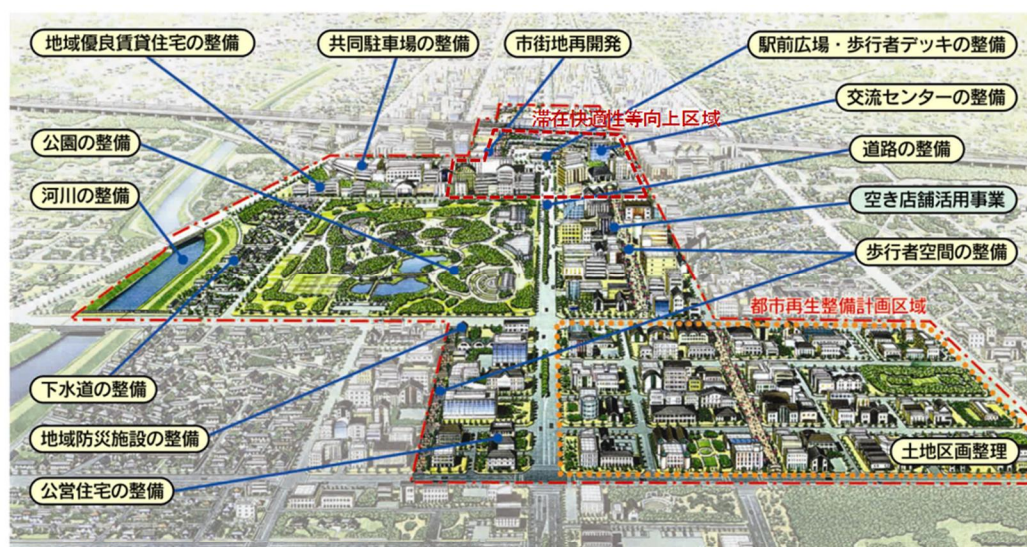 地域優良賃貸住宅の整備
共同駐車場の整備
市街地再開発
駅前広場・歩行者デッキの整備
滞在快適性等向上区域
交流センターの整備
公園の整備
道路の整備
河川の整備
空き店舗活用事業
歩行者空間の整備
都市再生整備計画区域
下水道の整備
地域防災施設の整備
土地区画整理
公営住宅の整備